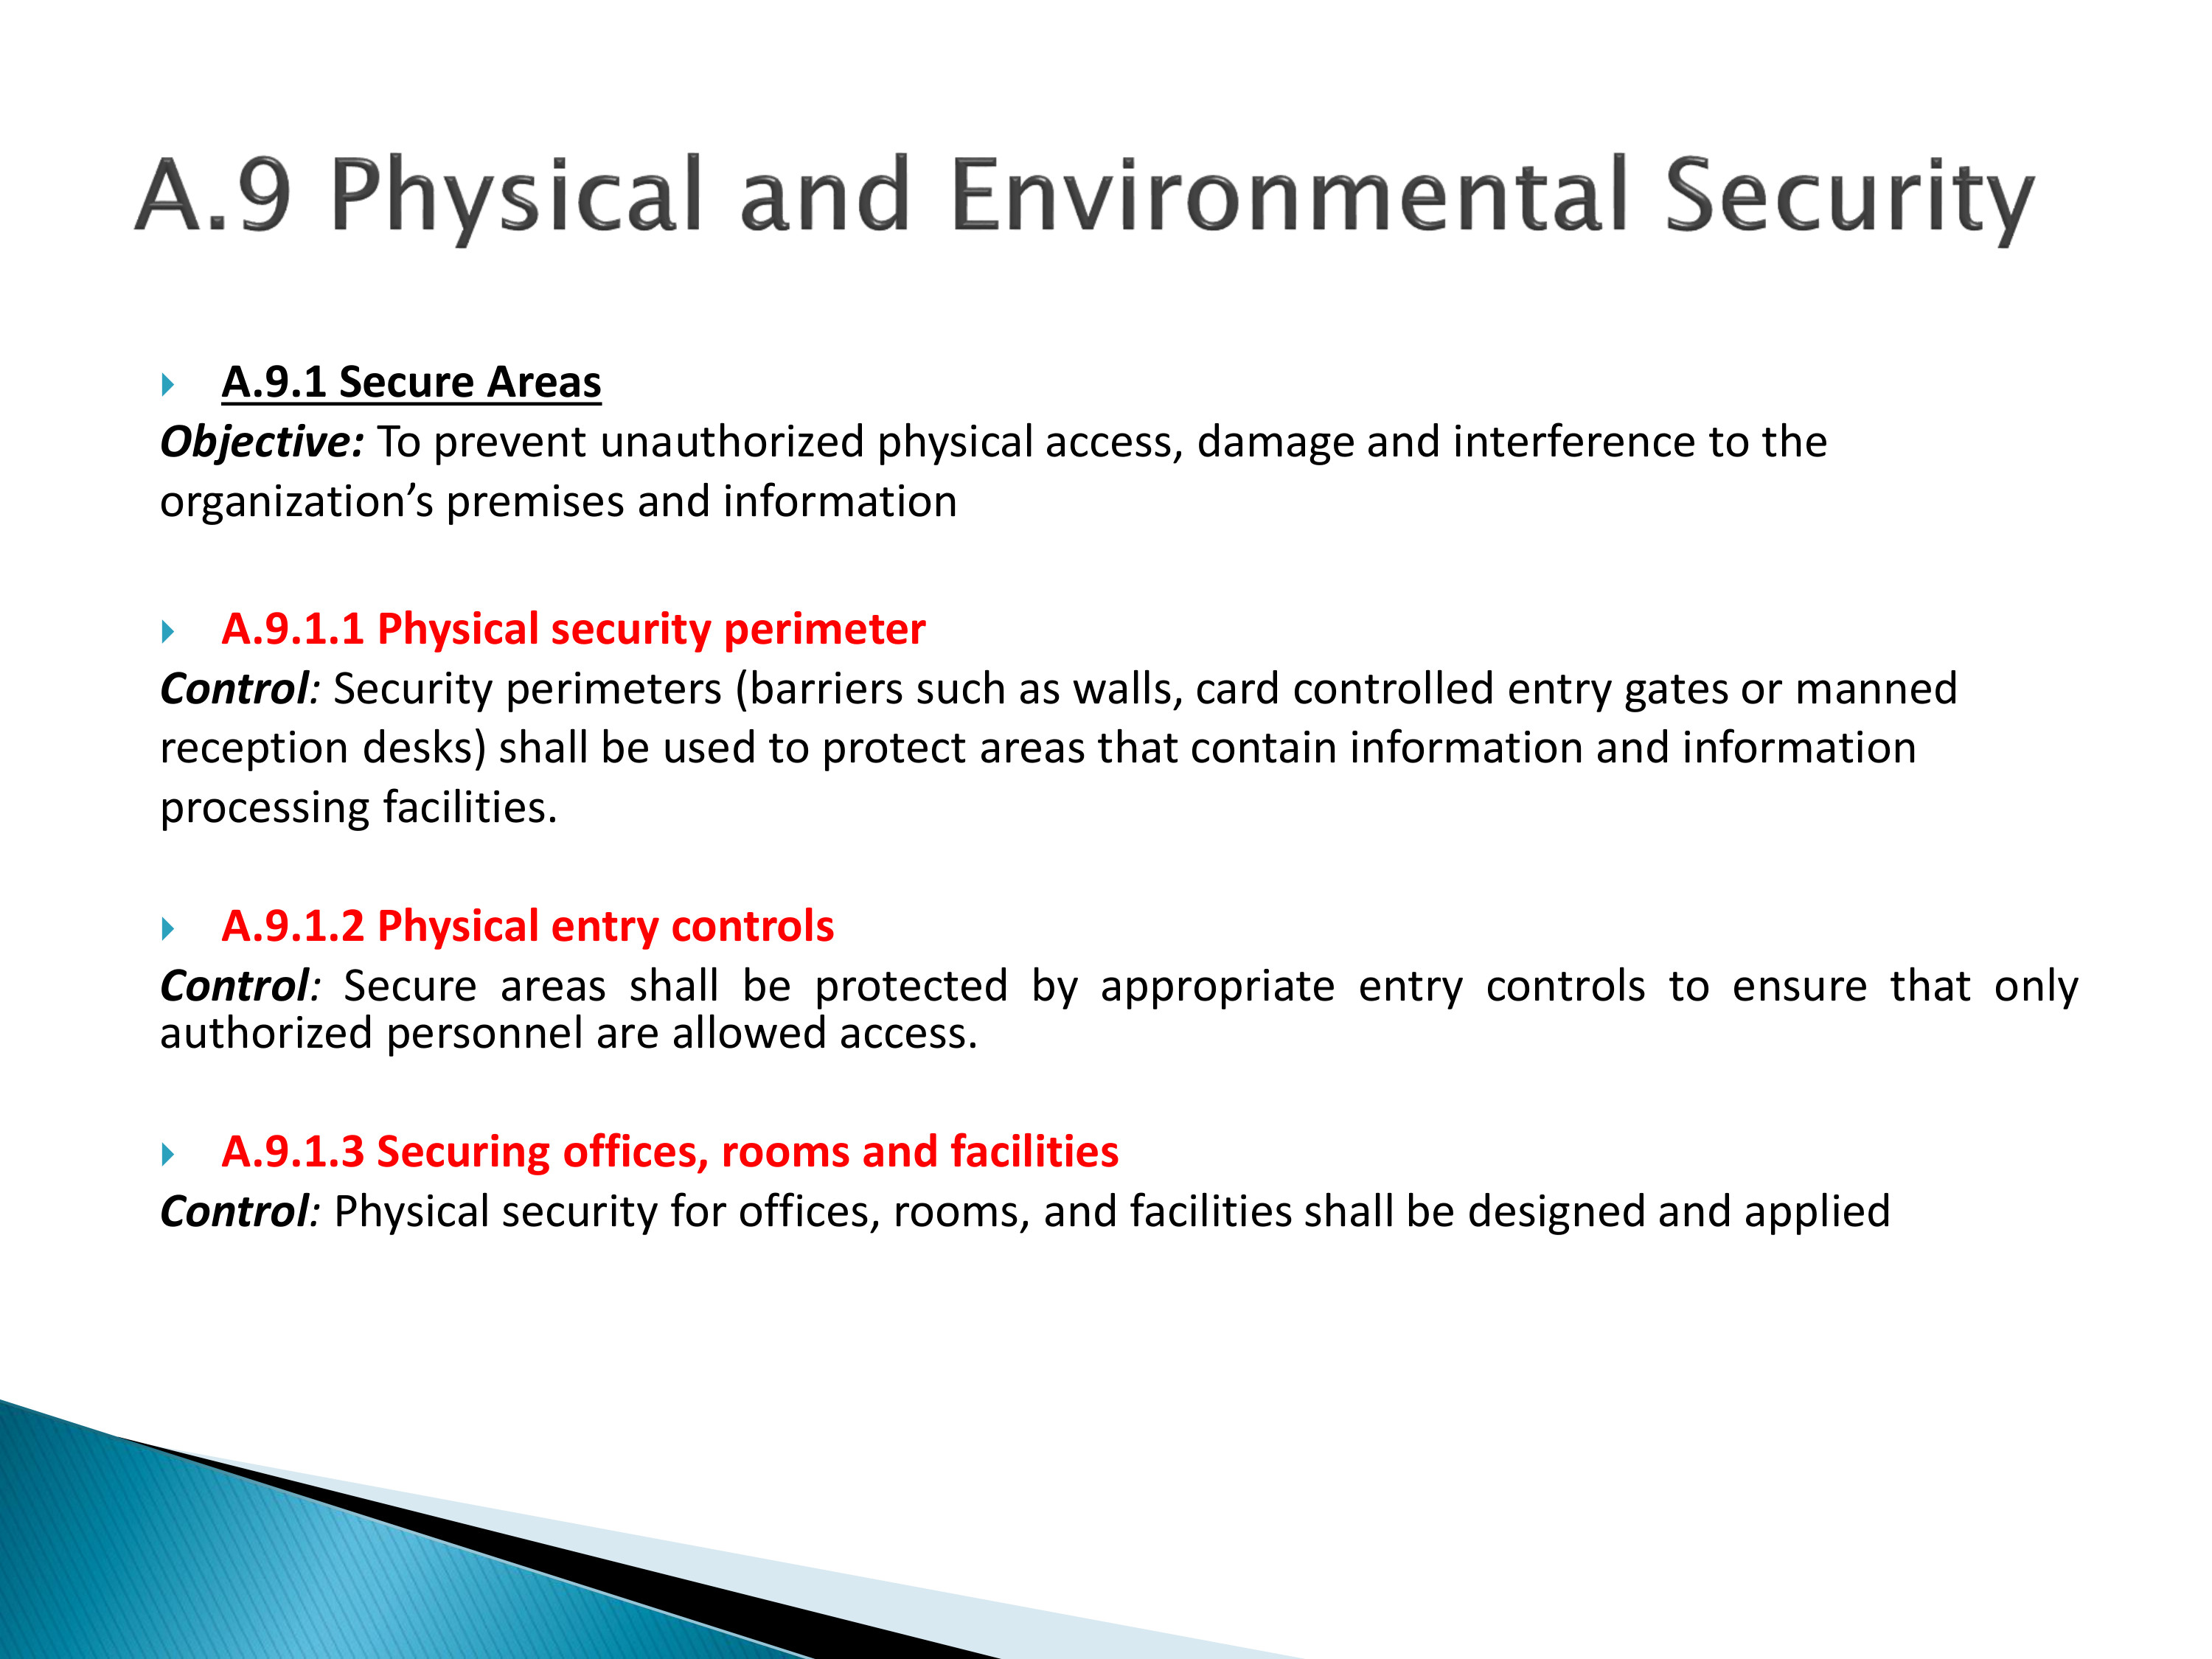 A.9 Physical and Environmental Security
A.9.1 Secure Areas
Objective: To prevent unauthorized physical access, damage and interference to the
organization’s premises and information
A.9.1.1 Physical security perimeter
Control: Security perimeters (barriers such as walls, card controlled entry gates or manned
reception desks) shall be used to protect areas that contain information and information
processing facilities.
A.9.1.2 Physical entry controls
Control: Secure areas shall be protected by appropriate entry controls to ensure that only
authorized personnel are allowed access.
A.9.1.3 Securing offices, rooms and facilities
Control: Physical security for offices, rooms, and facilities shall be designed and applied